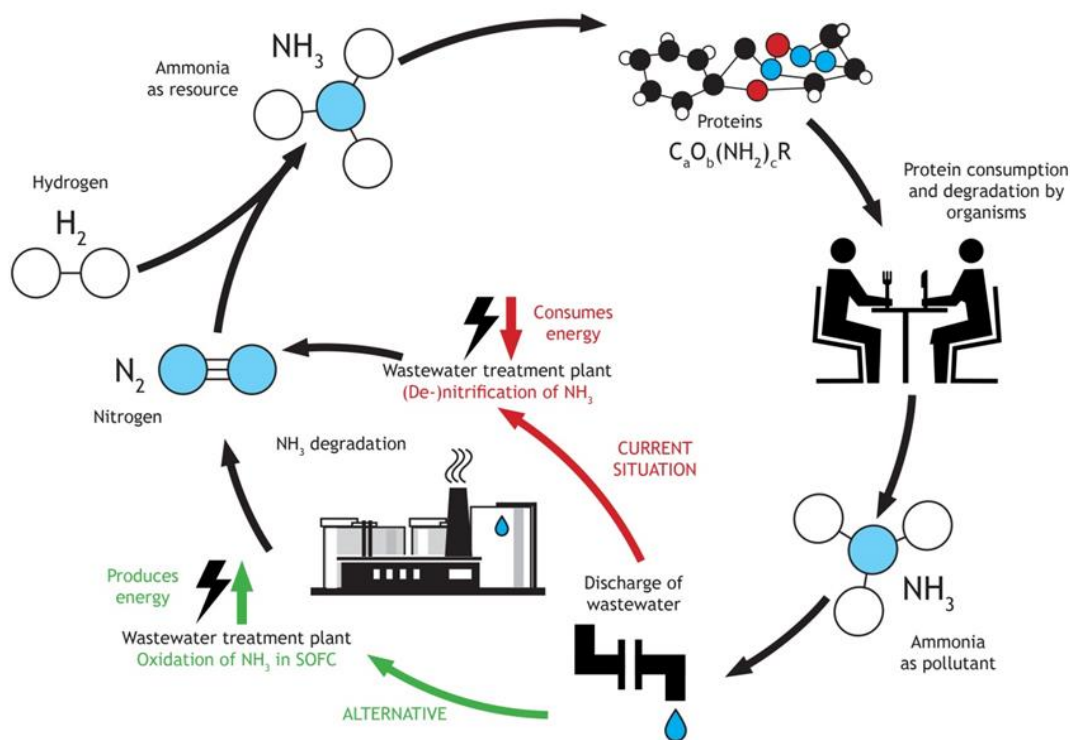 NH₃
Ammonia
as resource
Hydrogen
H₂
Proteins
CₐOb(NH₂)cR
Protein consumption
and degradation by
organisms
Consumes
energy
Wastewater treatment plant
(De-)nitrification of NH₃
N₂
Nitrogen
NH₃ degradation
CURRENT
SITUATION
Produces
energy
Wastewater treatment plant
Oxidation of NH₃ in SOFC
Discharge of
wastewater
NH₃
Ammonia
as pollutant
ALTERNATIVE